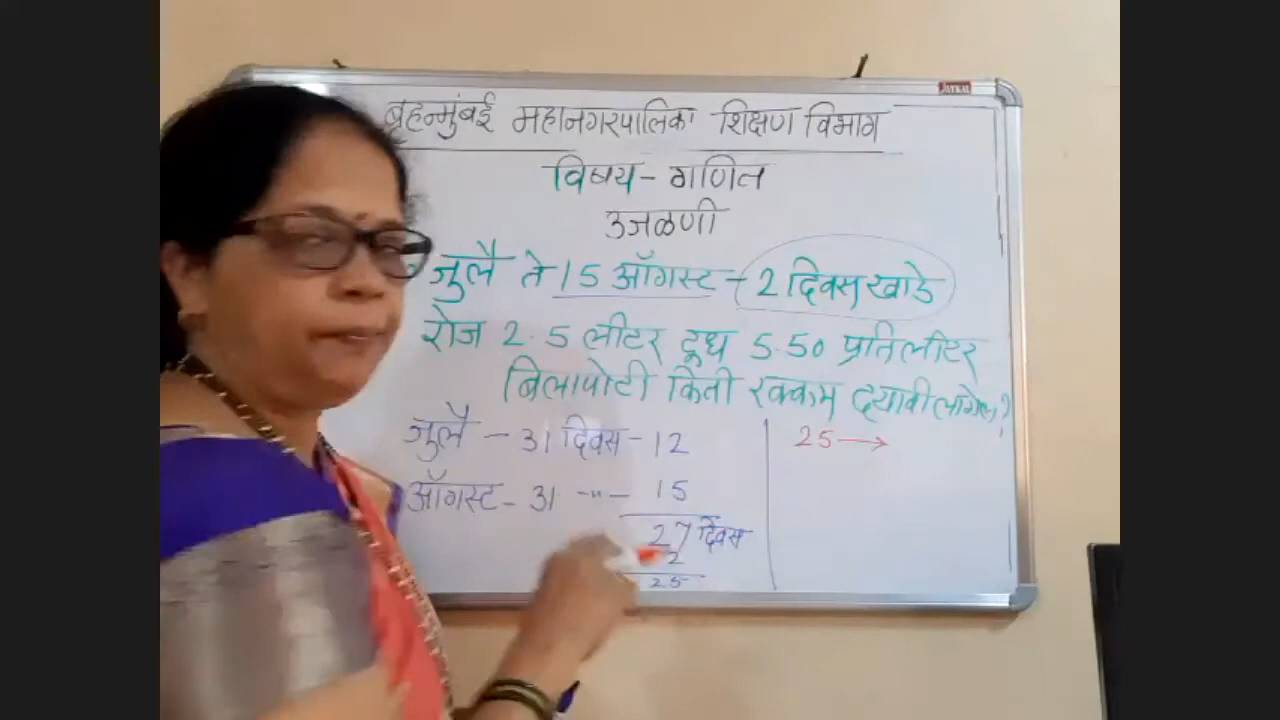 बृहन्मुंबई महानगरपालिका शिक्षण विभाग
विषय - गणित
उजळणी
जुलै ते 15 ऑगस्ट - 2 दिवस खाडे
रोज 2.5 लीटर दूध 5.50 प्रतिलीटर
बिलापोटी किती रक्कम द्यावी लागेल?
जुलै - 31 दिवस - 12
ऑगस्ट - 31 -"- - 15
27 दिवस
2
25
25 →